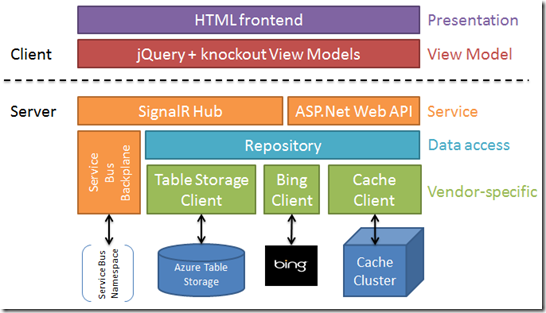 HTML frontend
Presentation
Client
jQuery + knockout View Models
View Model
Server
SignalR Hub
ASP.Net Web API
Service
Service
Bus
Backplane
Repository
Data access
Table Storage
Client
Bing
Client
Cache
Client
Vendor-specific
Service Bus
Namespace
Azure Table
Storage
bing
Cache
Cluster